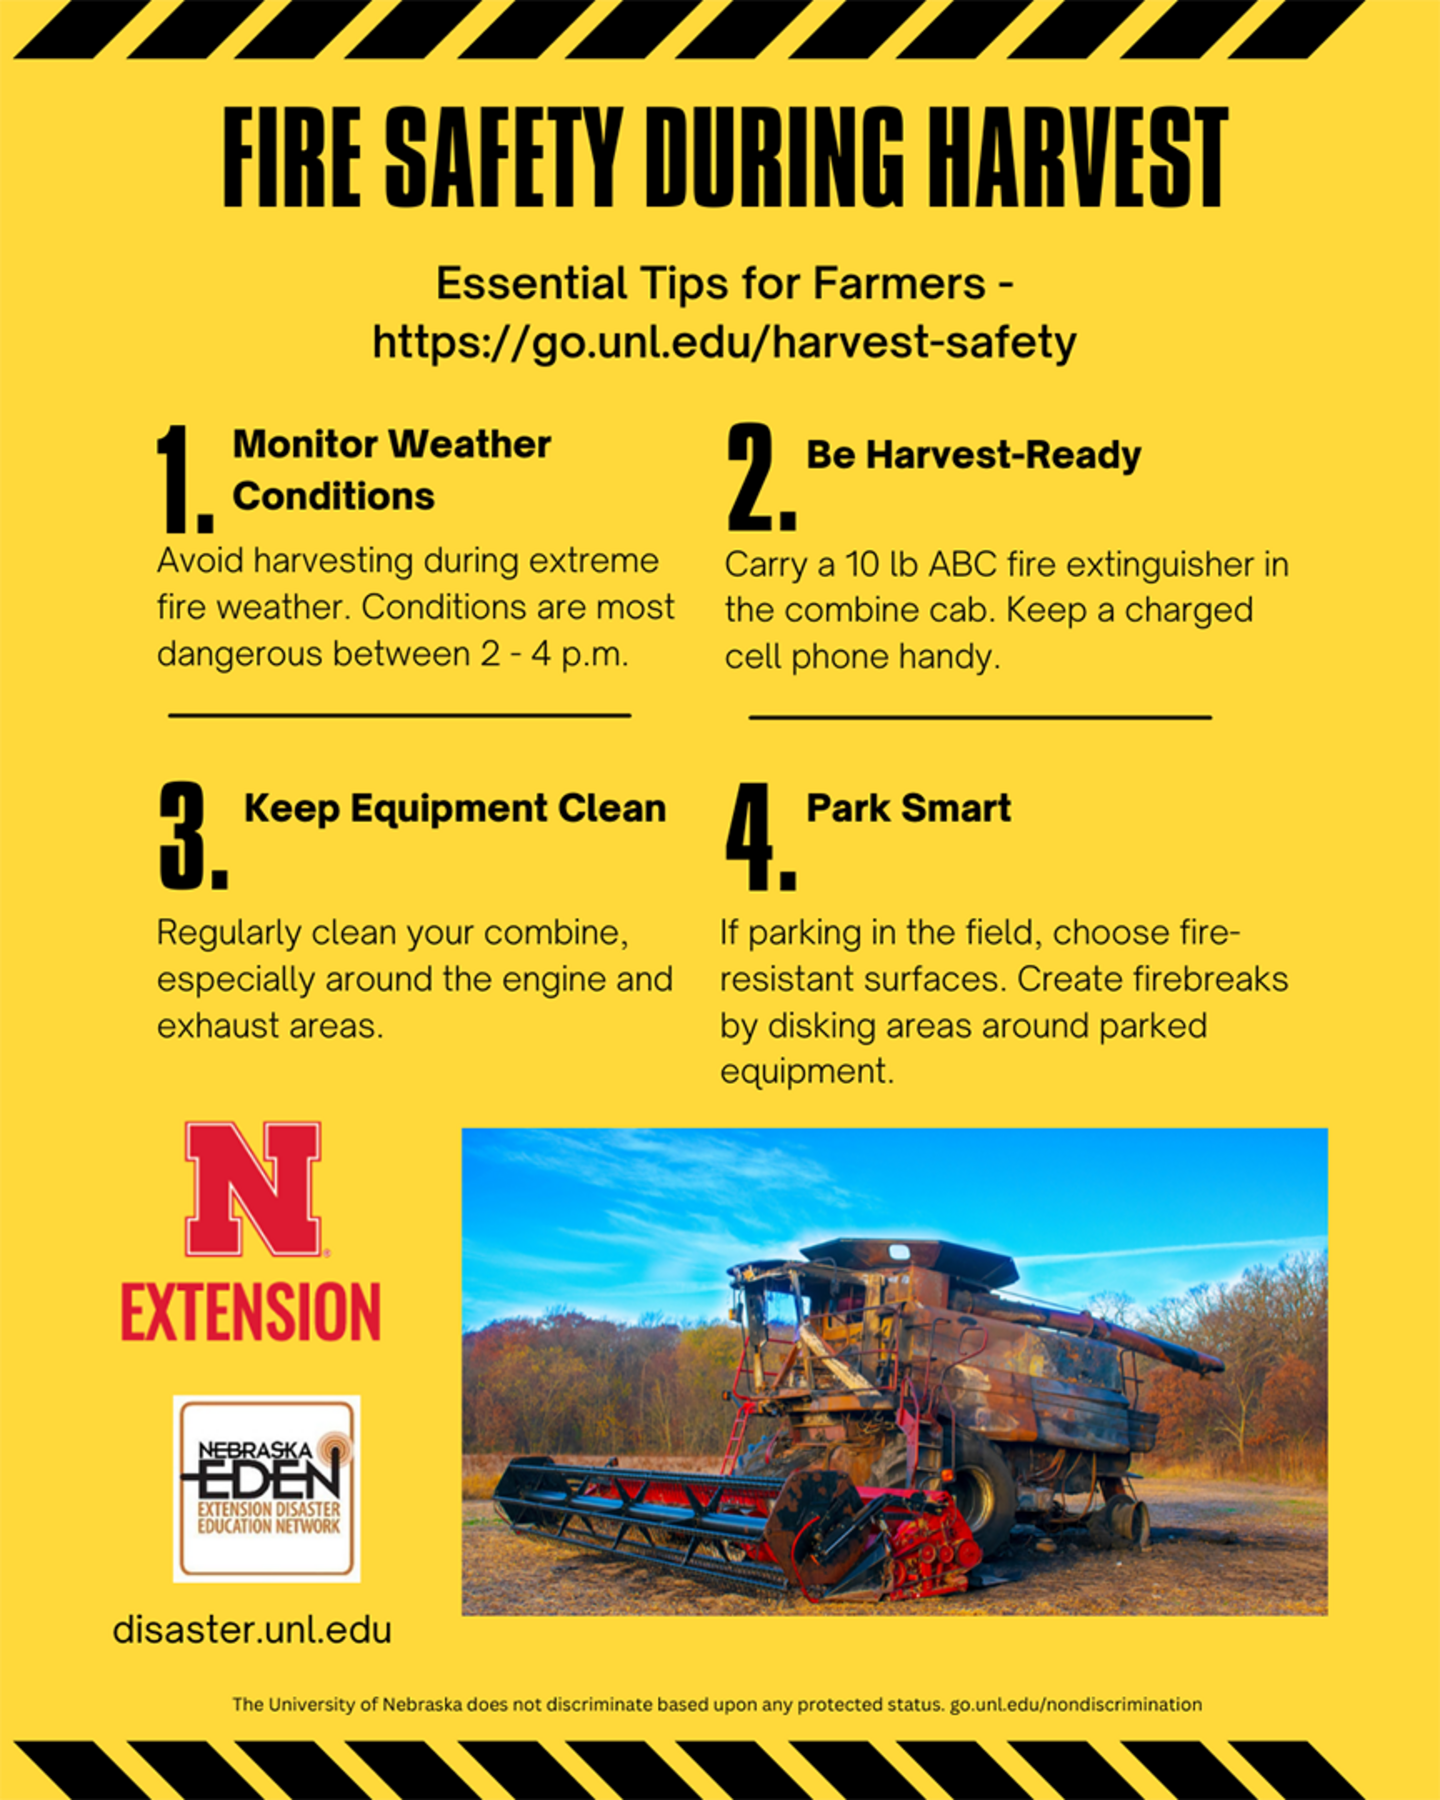 FIRE SAFETY DURING HARVEST
Essential Tips for Farmers -
https://go.unl.edu/harvest-safety
1.
Monitor Weather
Conditions
Avoid harvesting during extreme
fire weather. Conditions are most
dangerous between 2 - 4 p.m.
2.
Be Harvest-Ready
Carry a 10 lb ABC fire extinguisher in
the combine cab. Keep a charged
cell phone handy.
3.
Keep Equipment Clean
Regularly clean your combine,
especially around the engine and
exhaust areas.
4.
Park Smart
If parking in the field, choose fire-
resistant surfaces. Create firebreaks
by disking areas around parked
equipment.
N®
EXTENSION
NEBRASKA
EDEN
EXTENSION DISASTER
EDUCATION NETWORK
disaster.unl.edu
The University of Nebraska does not discriminate based upon any protected status. go.unl.edu/nondiscrimination